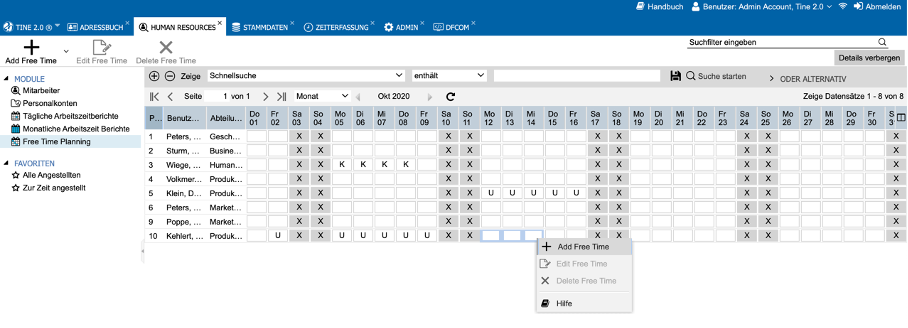 Handbuch Benutzer: Admin Account, Tine 2.0 Abmelden
TINE 2.0 ® ADRESSBUCH HUMAN RESOURCES STAMMDATEN ZEITERFASSUNG ADMIN DFCOM
Add Free Time Edit Free Time Delete Free Time
Suchfilter eingeben
Details verbergen
MODULE
Mitarbeiter
Personalkonten
Tägliche Arbeitszeitberichte
Monatliche Arbeitszeit Berichte
Free Time Planning
FAVORITEN
Alle Angestellten
Zur Zeit angestellt
Zeige Schnellsuche enthält Suche starten ODER ALTERNATIV
Seite 1 von 1 Monat Okt 2020 Zeige Datensätze 1 - 8 von 8
P... Benutz... Abteilu... Do 01 Fr 02 Sa 03 So 04 Mo 05 Di 06 Mi 07 Do 08 Fr 09 Sa 10 So 11 Mo 12 Di 13 Mi 14 Do 15 Fr 16 Sa 17 So 18 Mo 19 Di 20 Mi 21 Do 22 Fr 23 Sa 24 So 25 Mo 26 Di 27 Mi 28 Do 29 Fr 30 S 3
1 Peters, ... Gesch... X X X X X X X X X
2 Sturm, ... Busine... X X X X X X X X X
3 Wiege, ... Human... X X K K K K X X X X X X X
4 Volkmer... Produk... X X X X X X X X X
5 Klein, D... Produk... X X X X U U U U U X X X X X
6 Peters, ... Market... X X X X X X X X X
9 Poppe, ... Market... X X X X X X X X X
10 Kehlert, ... Produk... U X X U U U U U X X X X X X X
Add Free Time
Edit Free Time
Delete Free Time
Hilfe